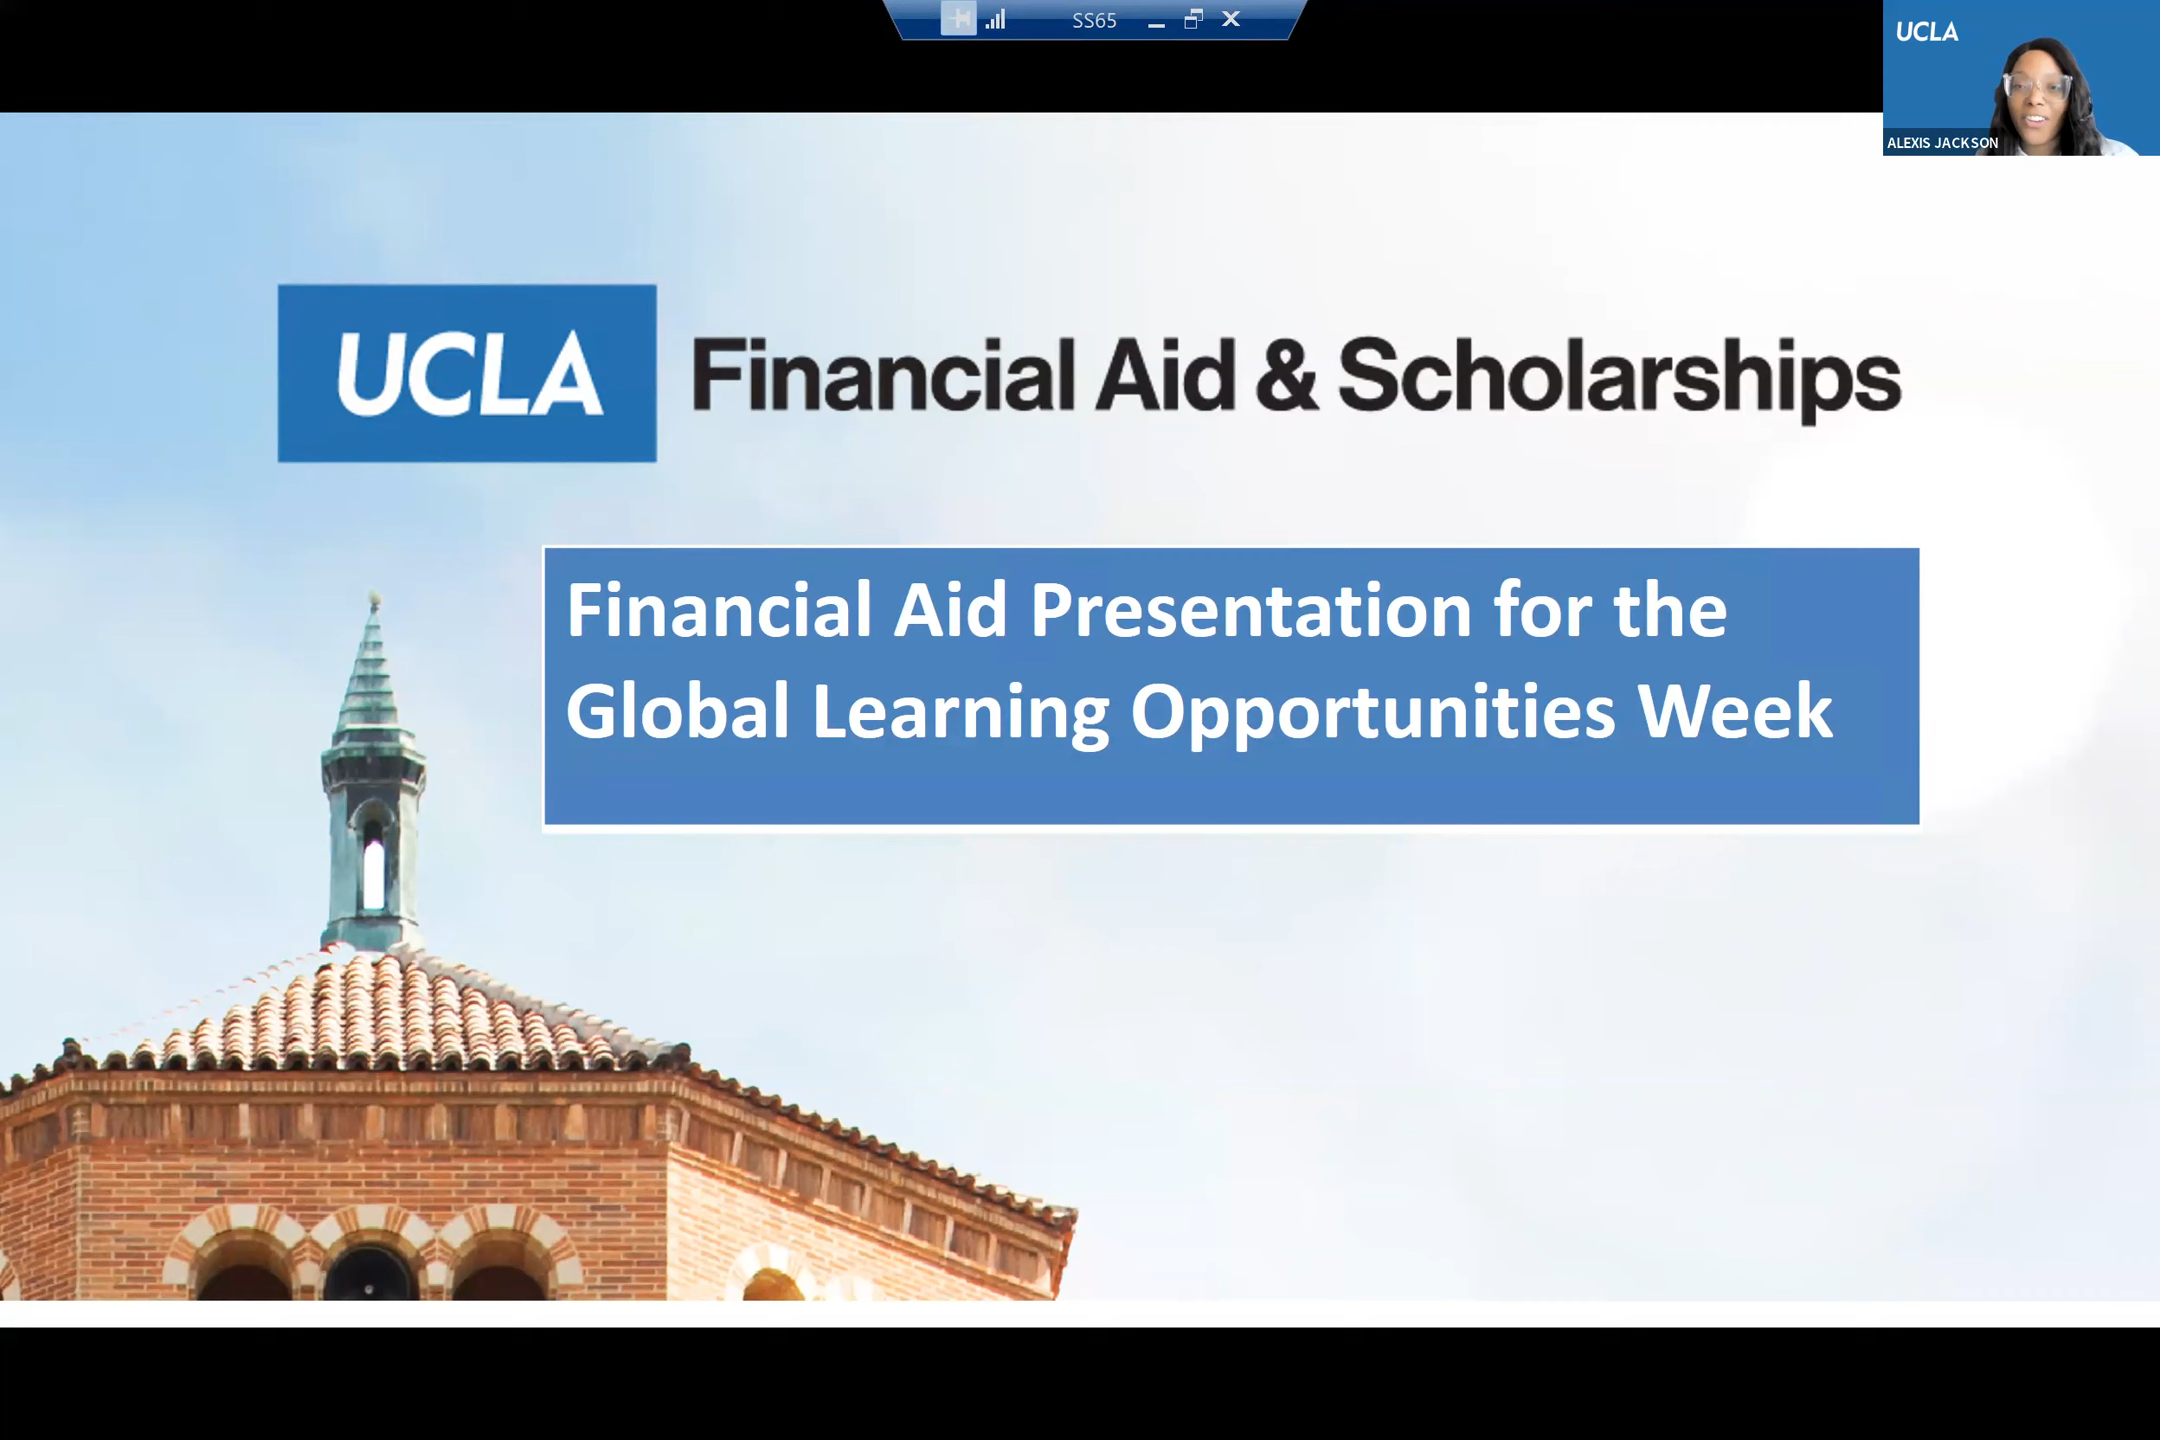 SS65
UCLA
ALEXIS JACKSON
UCLA Financial Aid & Scholarships
Financial Aid Presentation for the
Global Learning Opportunities Week